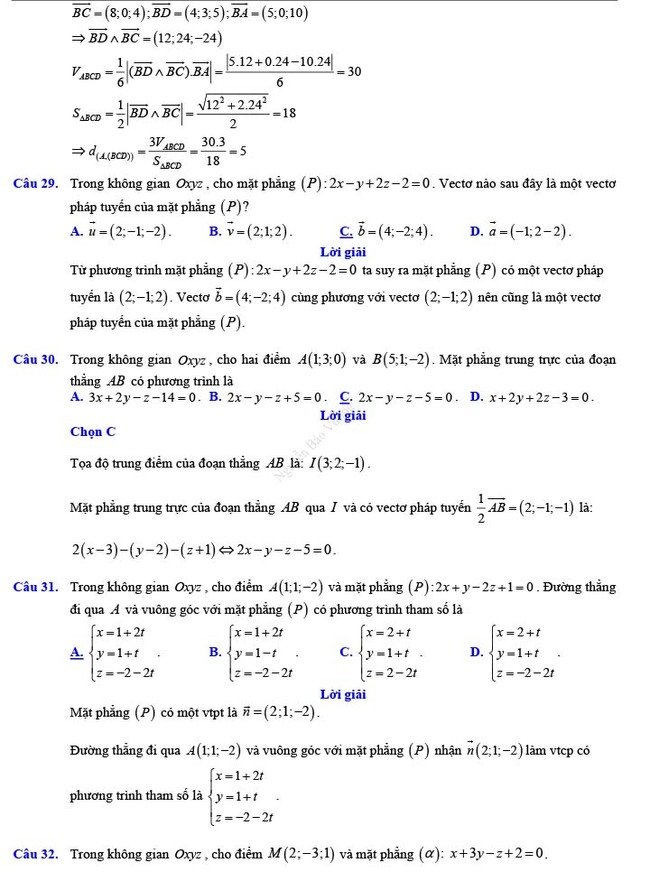 $\overrightarrow{BC}=(8;0;4);\overrightarrow{BD}=(4;3;5);\overrightarrow{BA}=(5;0;10)$
$\Rightarrow \overrightarrow{BD}\wedge\overrightarrow{BC}=(12;24;-24)$
$V_{ABCD}=\frac{1}{6}|(\overrightarrow{BD}\wedge\overrightarrow{BC}).\overrightarrow{BA}|=\frac{|5.12+0.24-10.24|}{6}=30$
$S_{\Delta BCD}=\frac{1}{2}|\overrightarrow{BD}\wedge\overrightarrow{BC}|=\frac{\sqrt{12^2+2.24^2}}{2}=18$
$\Rightarrow d_{(A,(BCD))}=\frac{3V_{ABCD}}{S_{\Delta BCD}}=\frac{30.3}{18}=5$
Câu 29. Trong không gian Oxyz , cho mặt phẳng (P):2x−y+2z−2=0. Vectơ nào sau đây là một vectơ
pháp tuyến của mặt phẳng (P)?
A. $\vec{u}=(2;-1;-2)$. B. $\vec{v}=(2;1;2)$. C. $\vec{b}=(4;-2;4)$. D. $\vec{a}=(-1;2-2)$.
Lời giải
Từ phương trình mặt phẳng (P):2x−y+2z−2=0 ta suy ra mặt phẳng (P) có một vectơ pháp
tuyến là (2;−1;2). Vectơ $\vec{b}=(4;-2;4)$ cùng phương với vectơ (2;−1;2) nên cũng là một vectơ
pháp tuyến của mặt phẳng (P).
Câu 30. Trong không gian Oxyz , cho hai điểm A(1;3;0) và B(5;1;−2). Mặt phẳng trung trực của đoạn
thẳng AB có phương trình là
A. 3x+2y−z−14=0. B. 2x−y−z+5=0. C. 2x−y−z−5=0. D. x+2y+2z−3=0.
Lời giải
Chọn C
Tọa độ trung điểm của đoạn thẳng AB là: I(3;2;−1).
Mặt phẳng trung trực của đoạn thẳng AB qua I và có vectơ pháp tuyến $\frac{1}{2}\overrightarrow{AB}=(2;-1;-1)$ là:
2(x−3)−(y−2)−(z+1)⇔2x−y−z−5=0.
Câu 31. Trong không gian Oxyz , cho điểm A(1;1;−2) và mặt phẳng (P):2x+y−2z+1=0. Đường thẳng
đi qua A và vuông góc với mặt phẳng (P) có phương trình tham số là
A. $\begin{cases}x=1+2t\\y=1+t\\z=-2-2t\end{cases}$. B. $\begin{cases}x=1+2t\\y=1-t\\z=-2-2t\end{cases}$. C. $\begin{cases}x=2+t\\y=1+t\\z=2-2t\end{cases}$. D. $\begin{cases}x=2+t\\y=1+t\\z=-2-2t\end{cases}$.
Lời giải
Mặt phẳng (P) có một vtpt là $\vec{n}=(2;1;-2)$.
Đường thẳng đi qua A(1;1;−2) và vuông góc với mặt phẳng (P) nhận $\vec{n}(2;1;-2)$ làm vtcp có
phương trình tham số là $\begin{cases}x=1+2t\\y=1+t\\z=-2-2t\end{cases}$.
Câu 32. Trong không gian Oxyz , cho điểm M(2;−3;1) và mặt phẳng (α): x+3y−z+2=0.